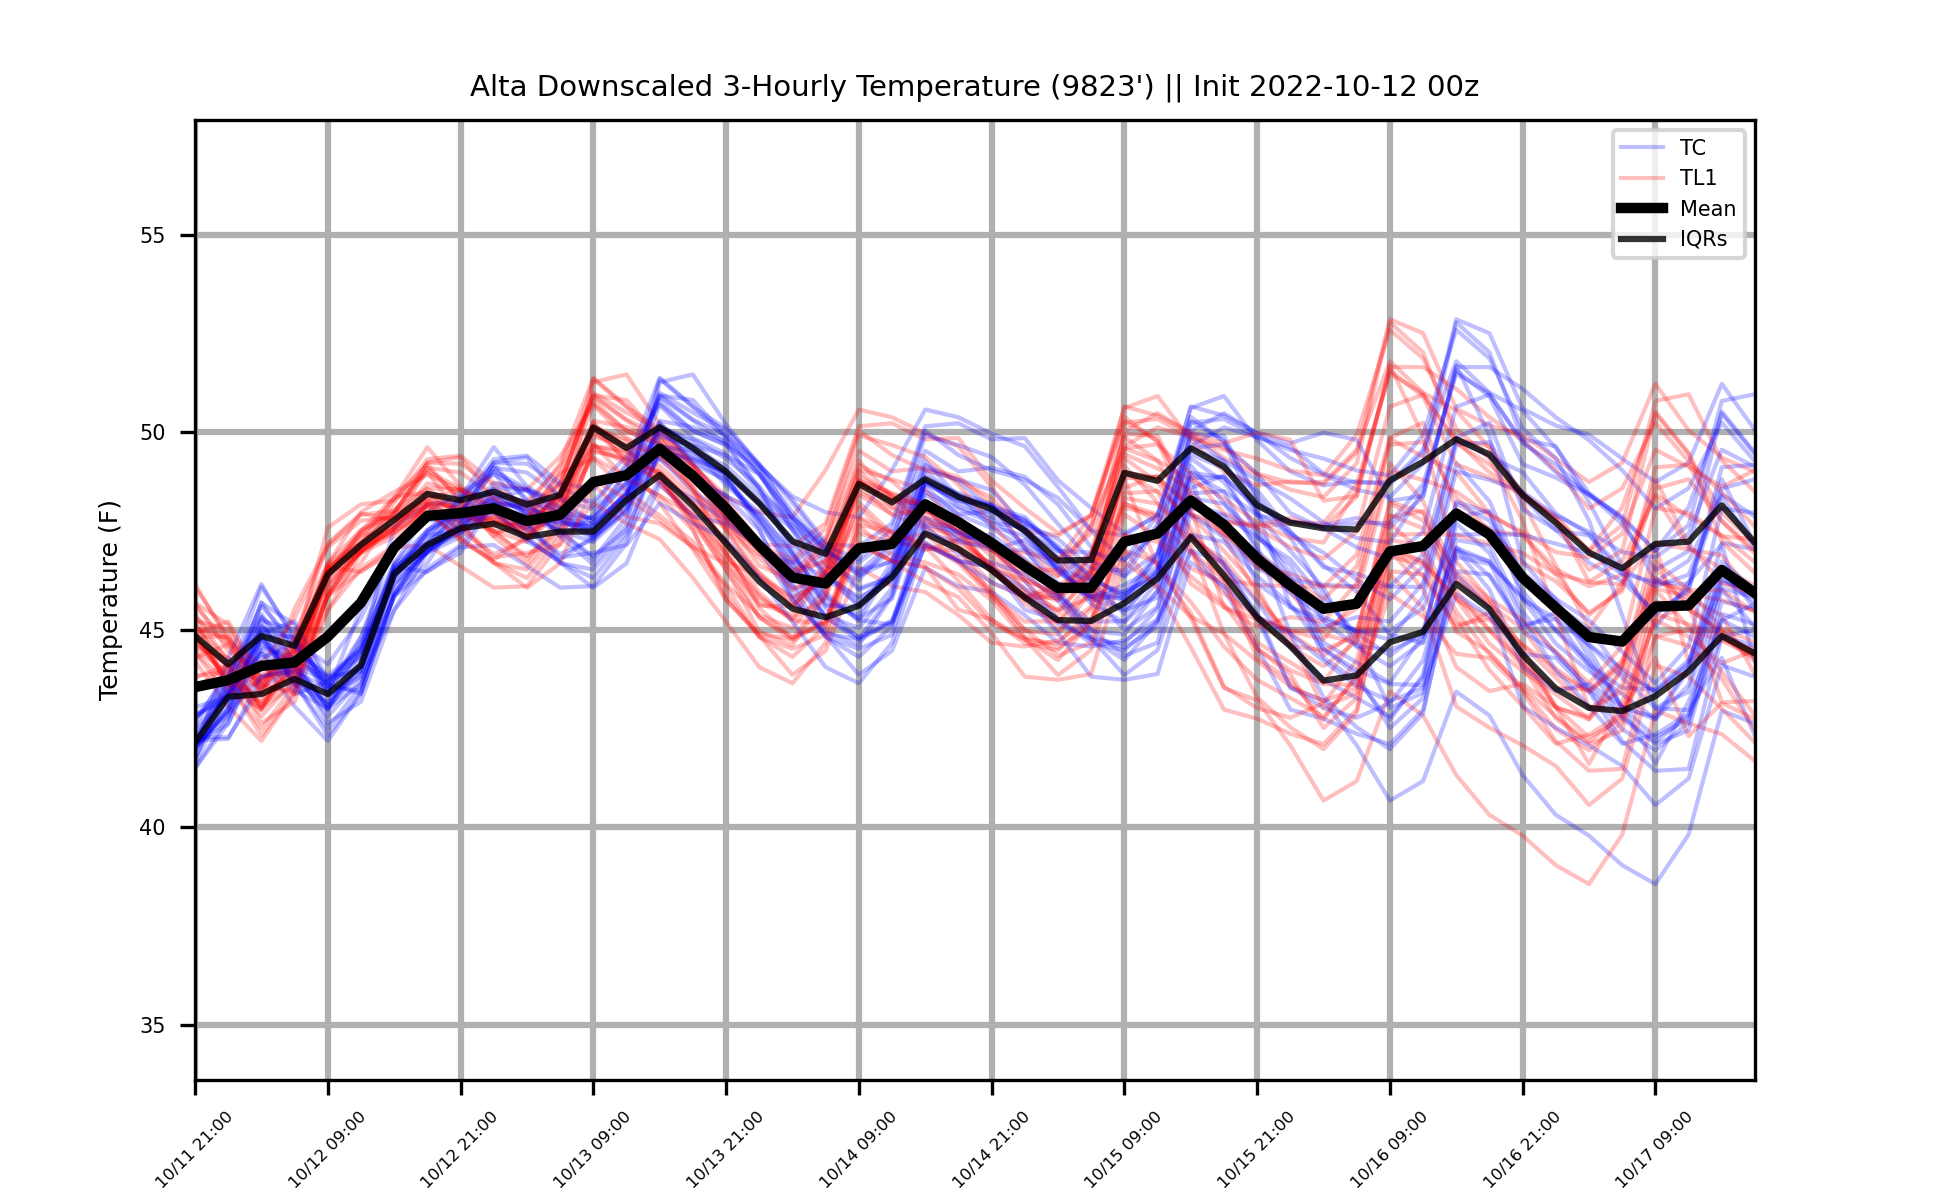 Alta Downscaled 3-Hourly Temperature (9823') || Init 2022-10-12 00z
TC
TL1
Mean
IQRs
Temperature (F)
55
50
45
40
35
10/11 21:00
10/12 09:00
10/12 21:00
10/13 09:00
10/13 21:00
10/14 09:00
10/14 21:00
10/15 09:00
10/15 21:00
10/16 09:00
10/16 21:00
10/17 09:00